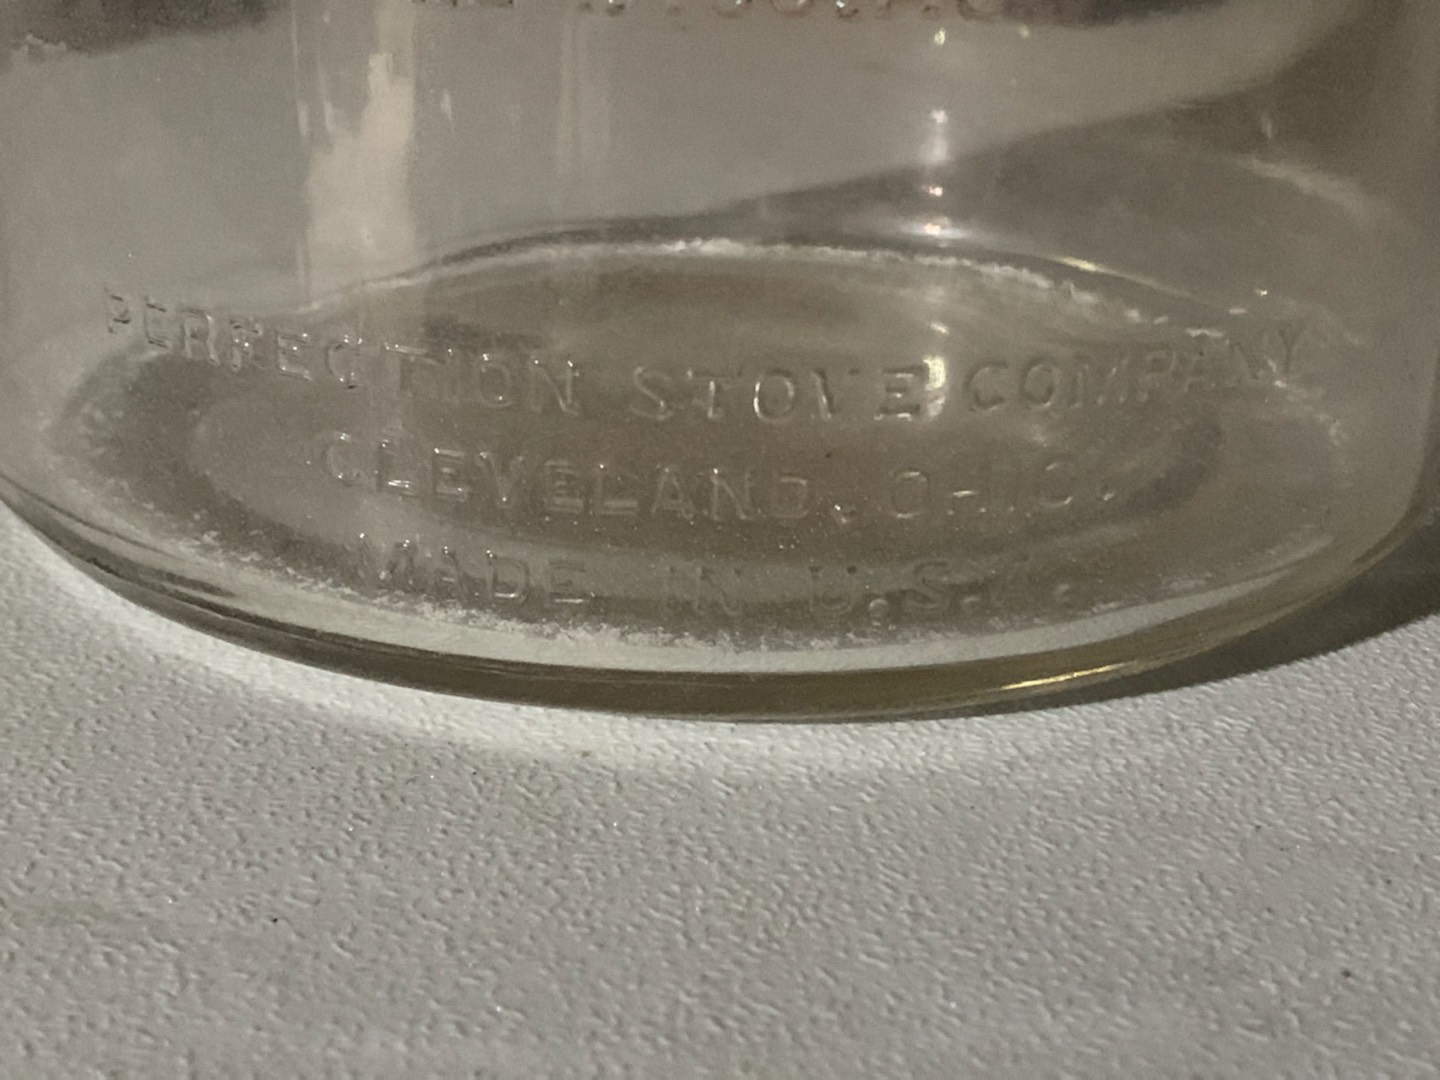 PERFECTION STOVE COMPANY
CLEVELAND, OHIO.
MADE IN U.S.A.